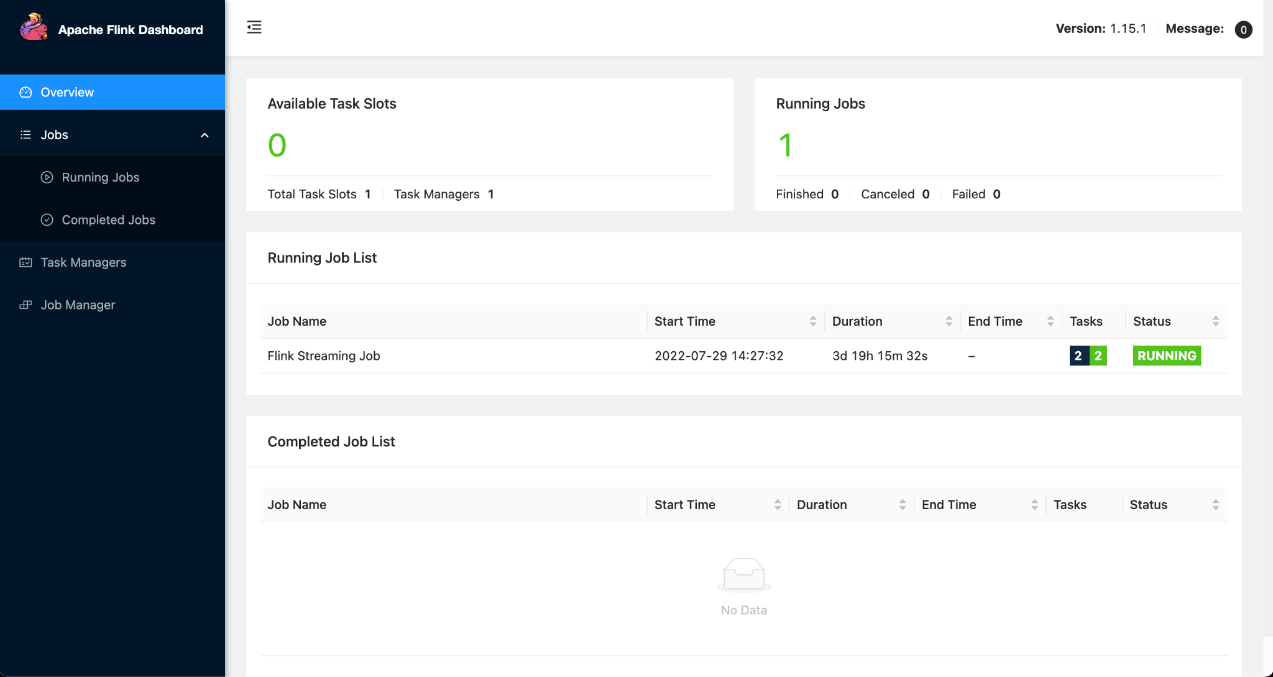 Apache Flink Dashboard
Version: 1.15.1 Message: 0
Overview
Jobs
Running Jobs
Completed Jobs
Task Managers
Job Manager
Available Task Slots
0
Total Task Slots 1 Task Managers 1
Running Jobs
1
Finished 0 Canceled 0 Failed 0
Running Job List
Job Name Start Time Duration End Time Tasks Status
Flink Streaming Job 2022-07-29 14:27:32 3d 19h 15m 32s – 2 2 RUNNING
Completed Job List
Job Name Start Time Duration End Time Tasks Status
No Data